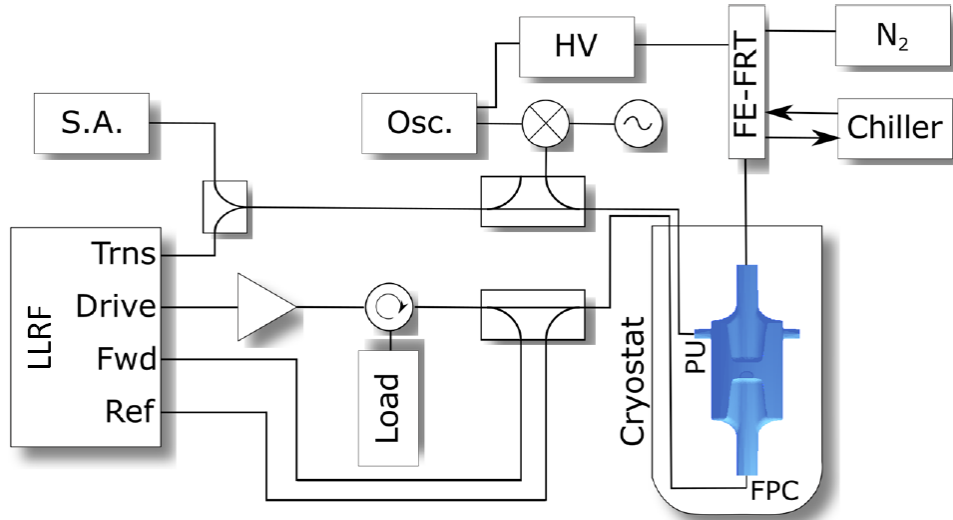 HV
N₂
FE-FRT
S.A.
Osc.
Chiller
LLRF
Trns
Drive
Fwd
Ref
Load
Cryostat
PU
FPC